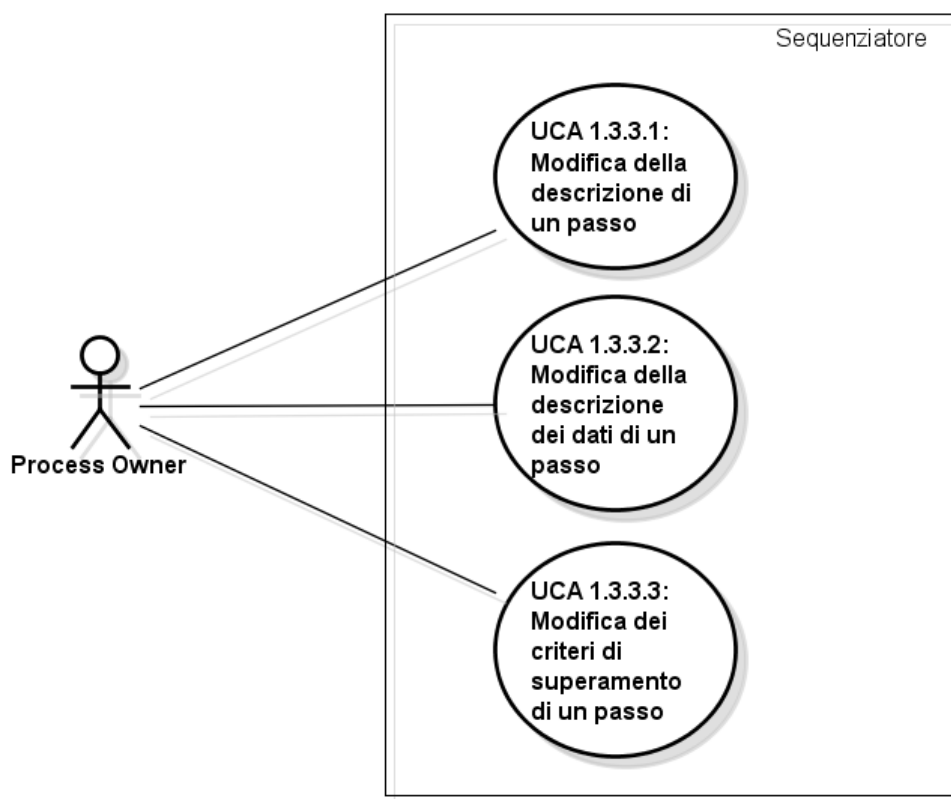 Sequenziatore
UCA 1.3.3.1:
Modifica della
descrizione di
un passo
UCA 1.3.3.2:
Modifica della
descrizione
dei dati di un
passo
Process Owner
UCA 1.3.3.3:
Modifica dei
criteri di
superamento
di un passo